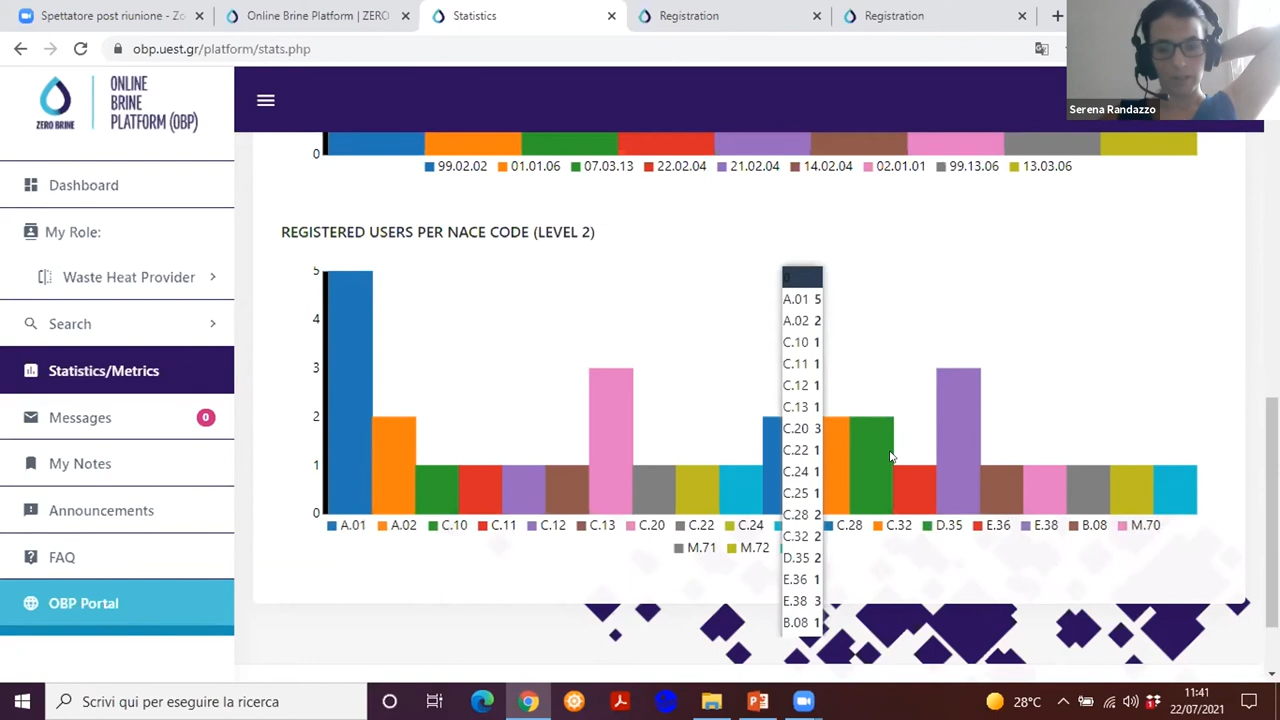 Spettatore post riunione - Zo
Online Brine Platform | ZERO
Statistics
Registration
Registration
obp.uest.gr/platform/stats.php
Serena Randazzo
ZERO BRINE
ONLINE
BRINE
PLATFORM (OBP)
Dashboard
My Role:
Waste Heat Provider
Search
Statistics/Metrics
Messages 0
My Notes
Announcements
FAQ
OBP Portal
0
99.02.02 01.01.06 07.03.13 22.02.04 21.02.04 14.02.04 02.01.01 99.13.06 13.03.06
REGISTERED USERS PER NACE CODE (LEVEL 2)
5
4
3
2
1
0
0
A.01 5
A.02 2
C.10 1
C.11 1
C.12 1
C.13 1
C.20 3
C.22 1
C.24 1
C.25 1
C.28 2
C.32 2
D.35 2
E.36 1
E.38 3
B.08 1
A.01 A.02 C.10 C.11 C.12 C.13 C.20 C.22 C.24 C.28 C.32 D.35 E.36 E.38 B.08 M.70
M.71 M.72
Scrivi qui per eseguire la ricerca
28°C
11:41
22/07/2021